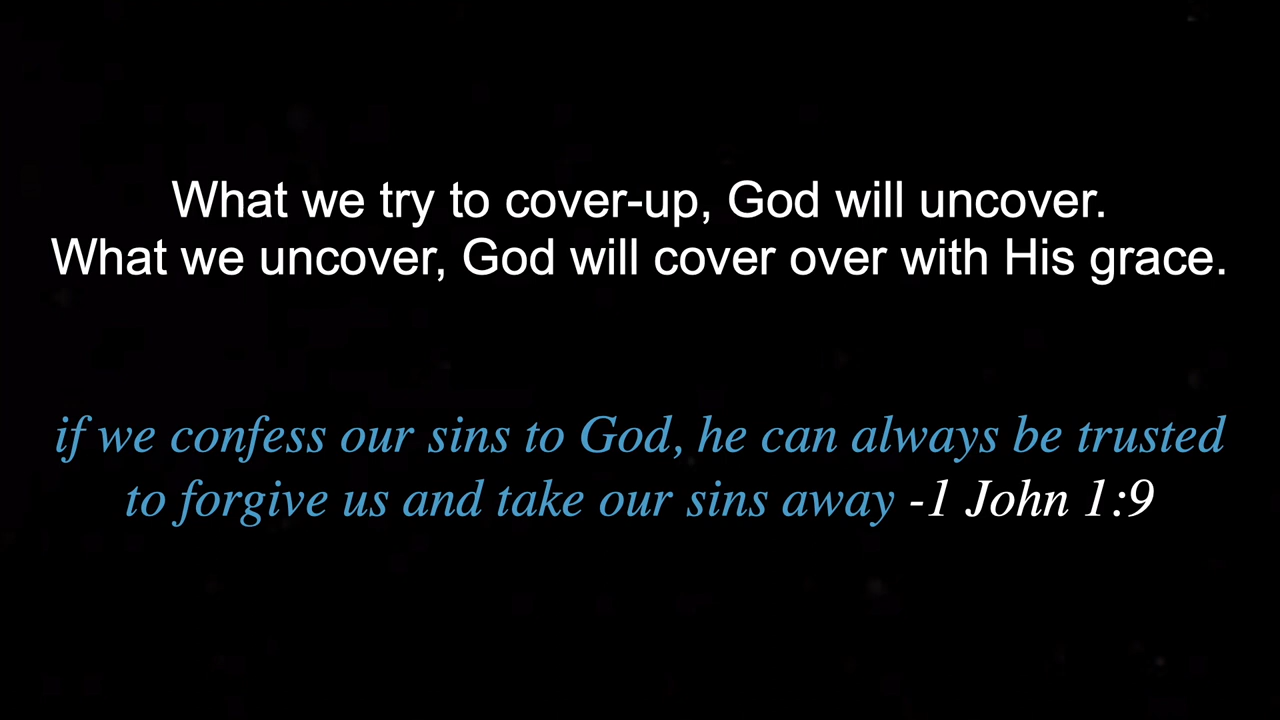 What we try to cover-up, God will uncover.
What we uncover, God will cover over with His grace.
if we confess our sins to God, he can always be trusted
to forgive us and take our sins away -1 John 1:9